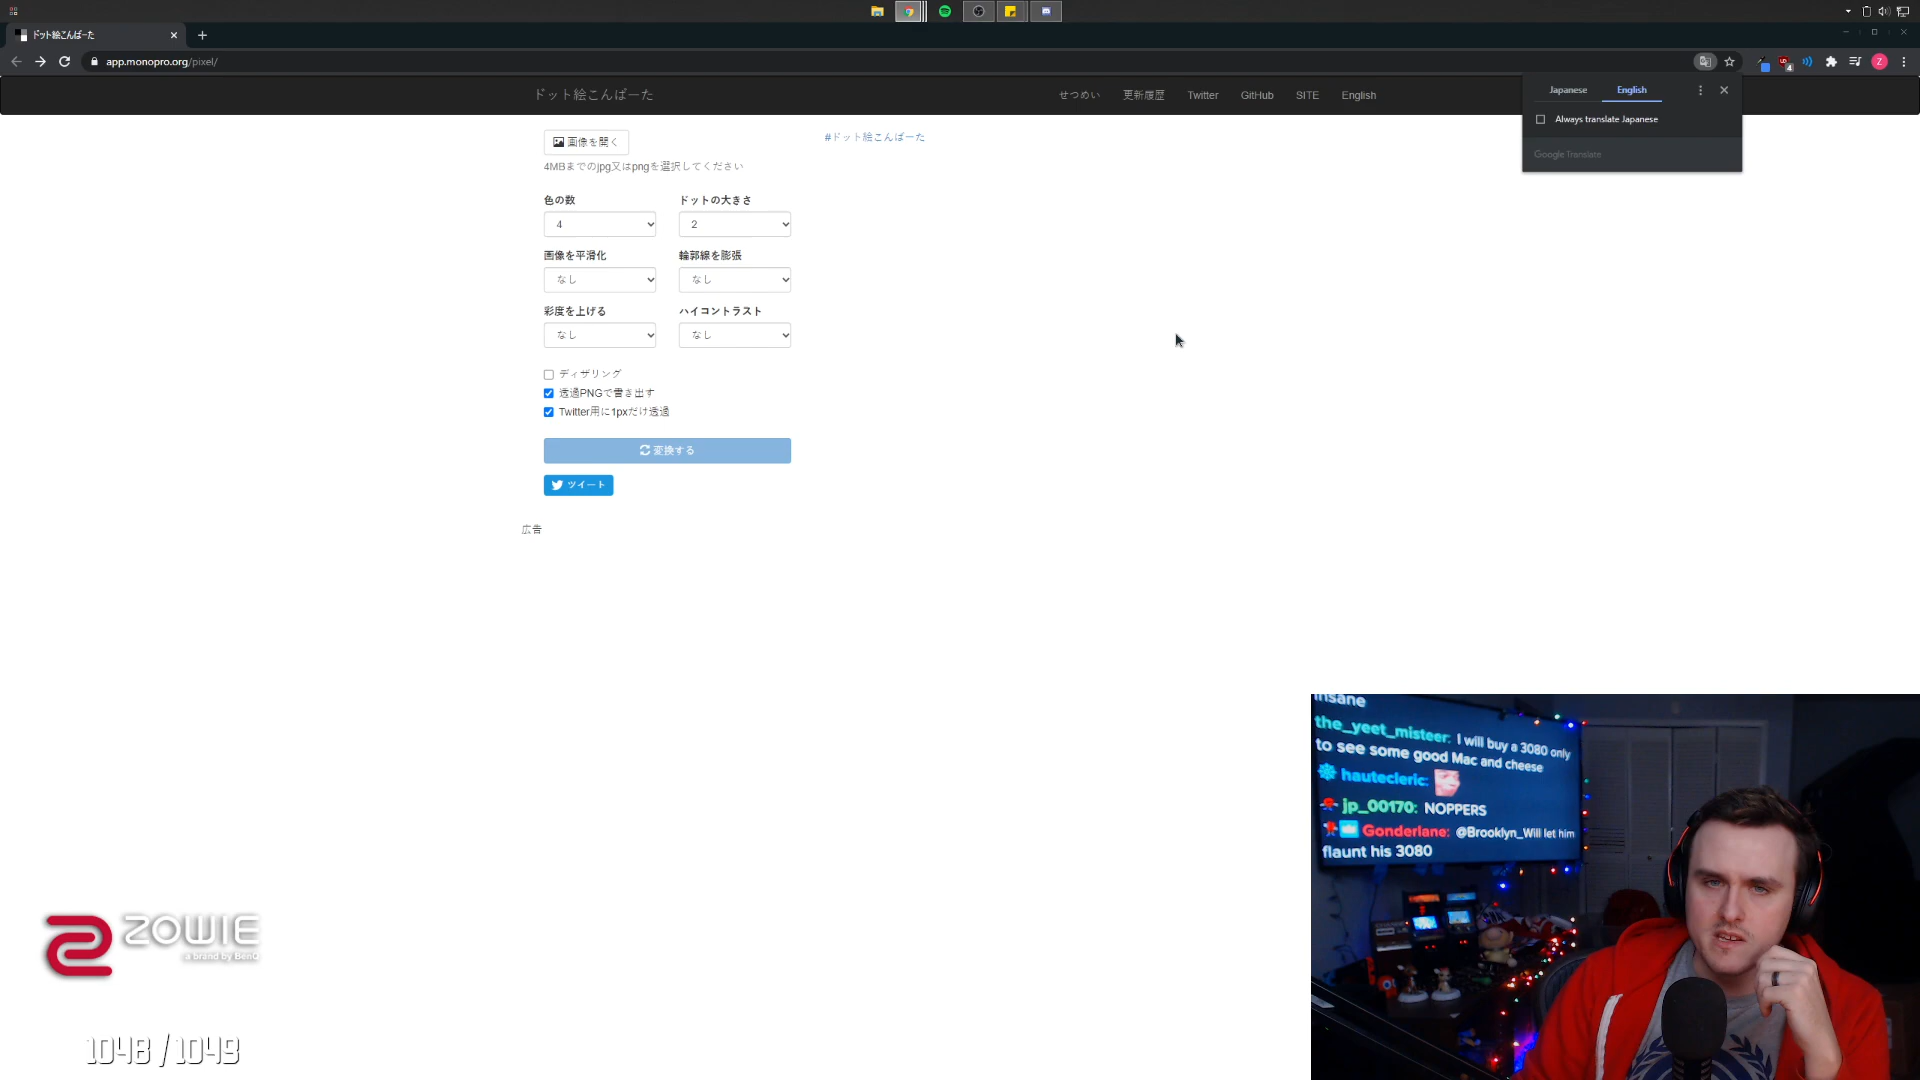 ドット絵こんばーた
app.monopro.org/pixel/
ドット絵こんばーた
せつめい
更新履歴
Twitter
GitHub
SITE
English
Japanese
English
Always translate Japanese
Google Translate
画像を開く
#ドット絵こんばーた
4MBまでのjpg又はpngを選択してください
色の数
ドットの大きさ
4
2
画像を平滑化
輪郭線を膨張
なし
なし
彩度を上げる
ハイコントラスト
なし
なし
ディザリング
透過PNGで書き出す
Twitter用に1pxだけ透過
変換する
ツイート
広告
insane
the_yeet_misteer: I will buy a 3080 only
to see some good Mac and cheese
hautecleric:
jp_00170: NOPPERS
Gonderlane: @Brooklyn_Will let him
flaunt his 3080
ZOWIE
a brand by BenQ
1048 / 1043